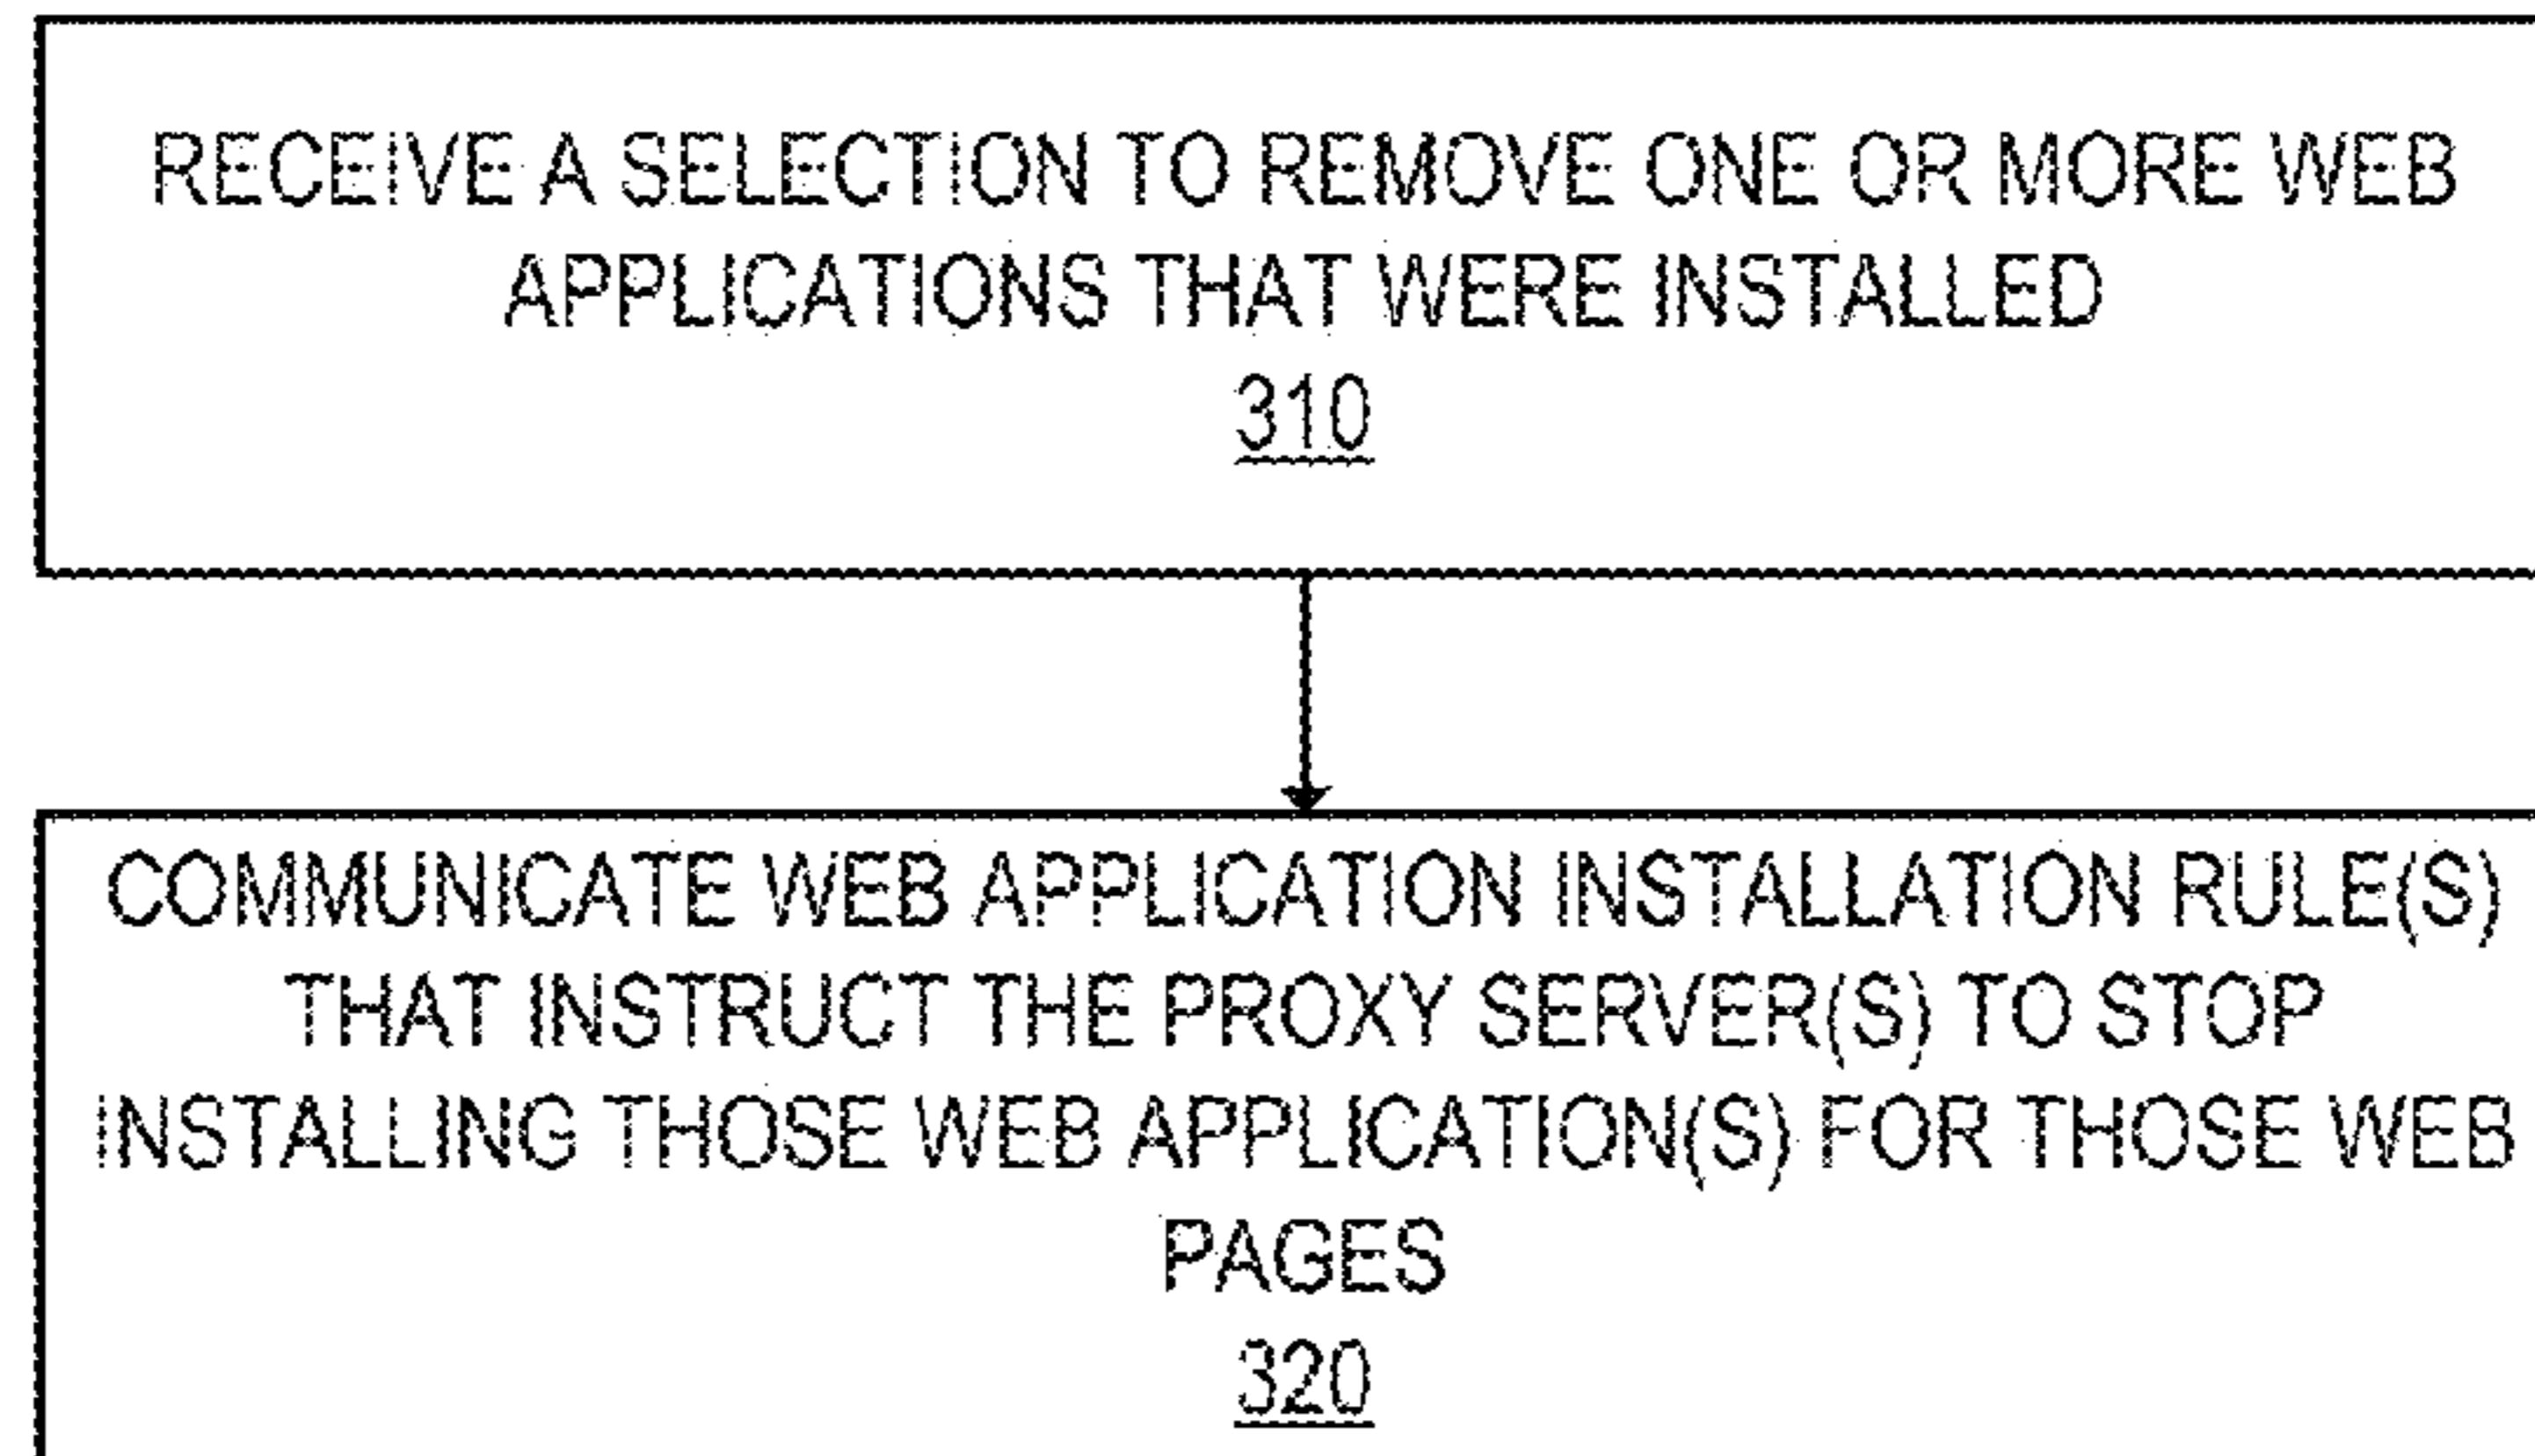 RECEIVE A SELECTION TO REMOVE ONE OR MORE WEB
APPLICATIONS THAT WERE INSTALLED
310
COMMUNICATE WEB APPLICATION INSTALLATION RULE(S)
THAT INSTRUCT THE PROXY SERVER(S) TO STOP
INSTALLING THOSE WEB APPLICATION(S) FOR THOSE WEB
PAGES
320